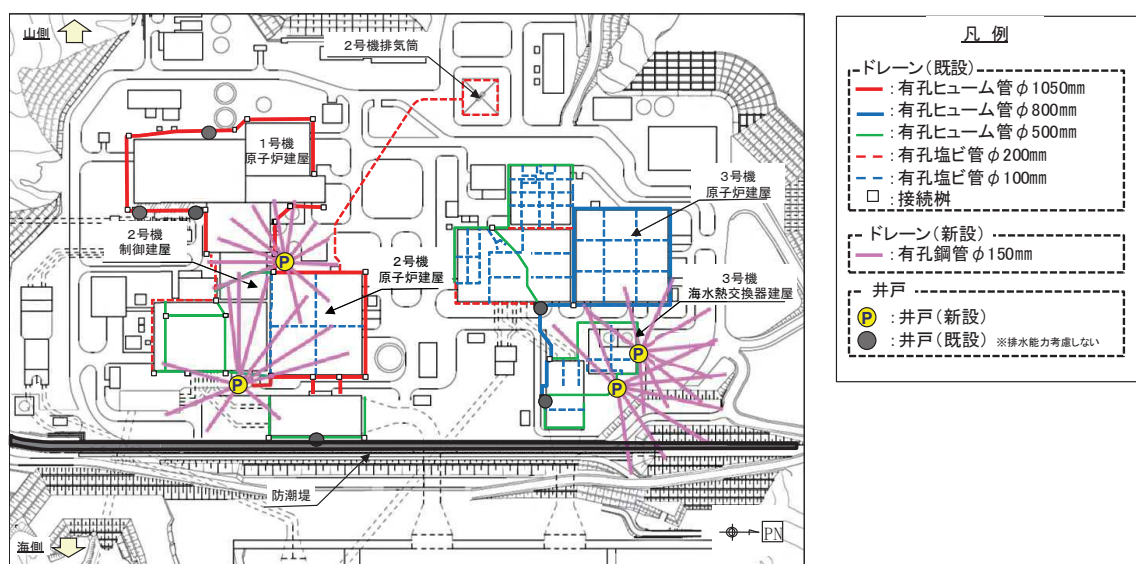 山側
2号機排気筒
1号機
原子炉建屋
3号機
原子炉建屋
2号機
制御建屋
2号機
原子炉建屋
3号機
海水熱交換器建屋
P
P
P
P
防潮堤
海側
PN
凡 例
ドレーン(既設)
:有孔ヒューム管φ1050mm
:有孔ヒューム管φ800mm
:有孔ヒューム管φ500mm
:有孔塩ビ管φ200mm
:有孔塩ビ管φ100mm
:接続桝
ドレーン(新設)
:有孔鋼管φ150mm
井戸
P :井戸(新設)
:井戸(既設) ※排水能力考慮しない